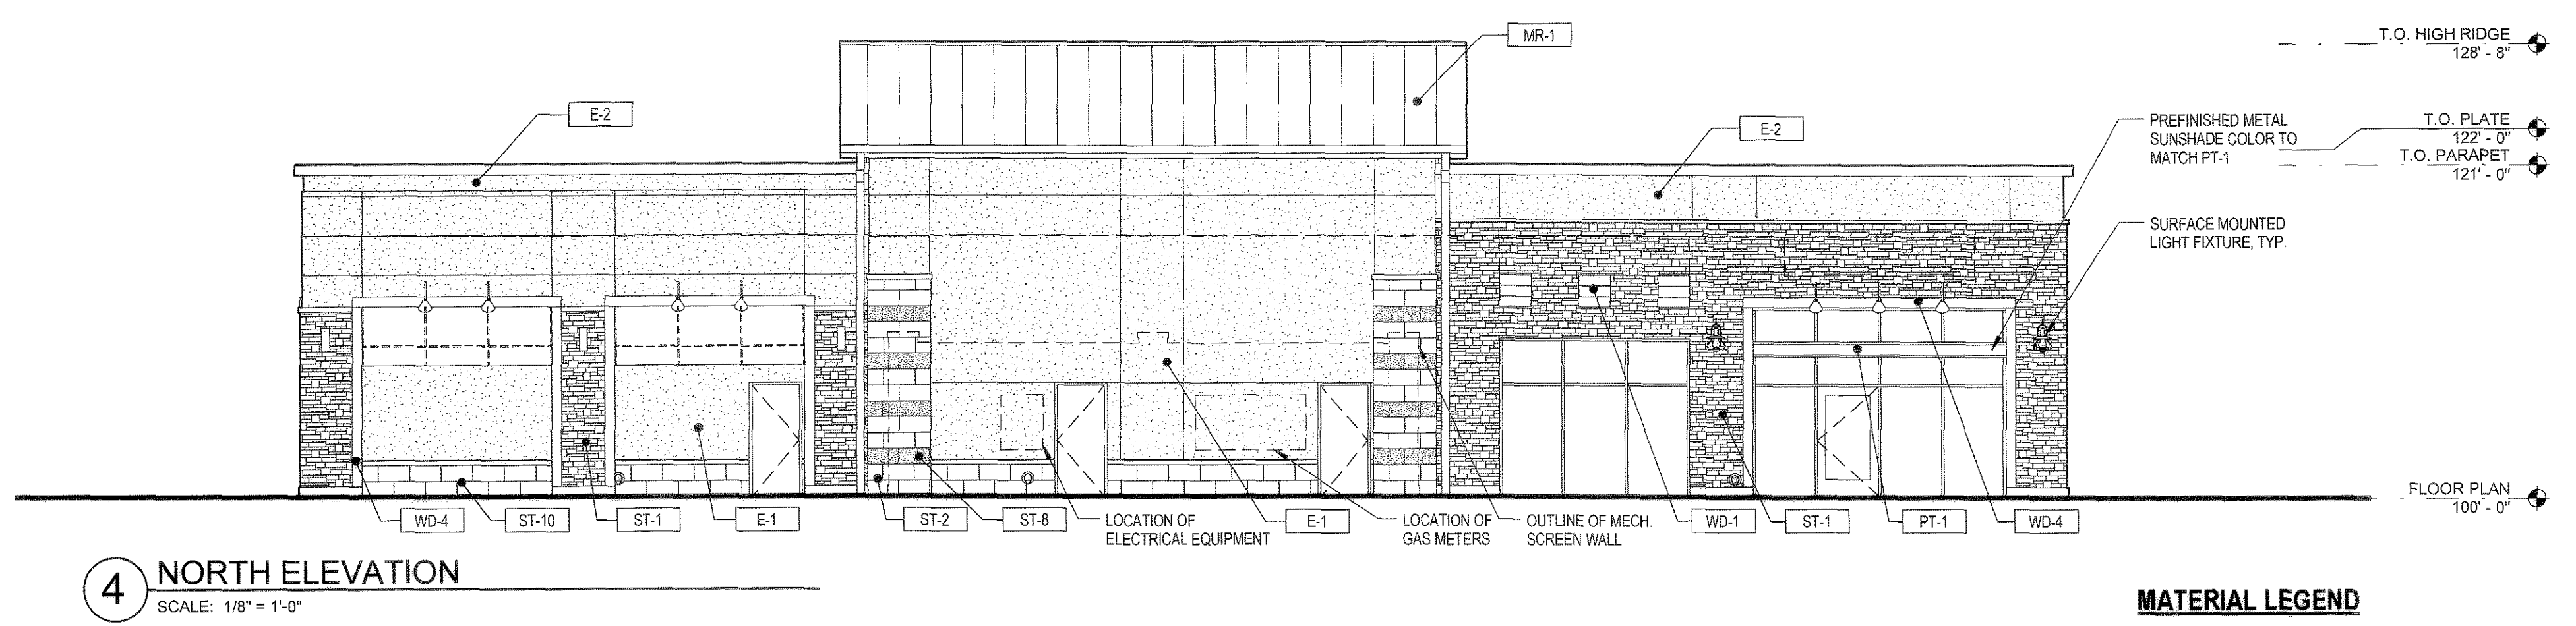 MR-1
T.O. HIGH RIDGE
128' - 8"
E-2
E-2
PREFINISHED METAL
SUNSHADE COLOR TO
MATCH PT-1
T.O. PLATE
122' - 0"
T.O. PARAPET
121' - 0"
SURFACE MOUNTED
LIGHT FIXTURE, TYP.
FLOOR PLAN
100' - 0"
WD-4
ST-10
ST-1
E-1
ST-2
ST-8
LOCATION OF
ELECTRICAL EQUIPMENT
E-1
LOCATION OF
GAS METERS
OUTLINE OF MECH.
SCREEN WALL
WD-1
ST-1
PT-1
WD-4
4
NORTH ELEVATION
SCALE: 1/8" = 1'-0"
MATERIAL LEGEND